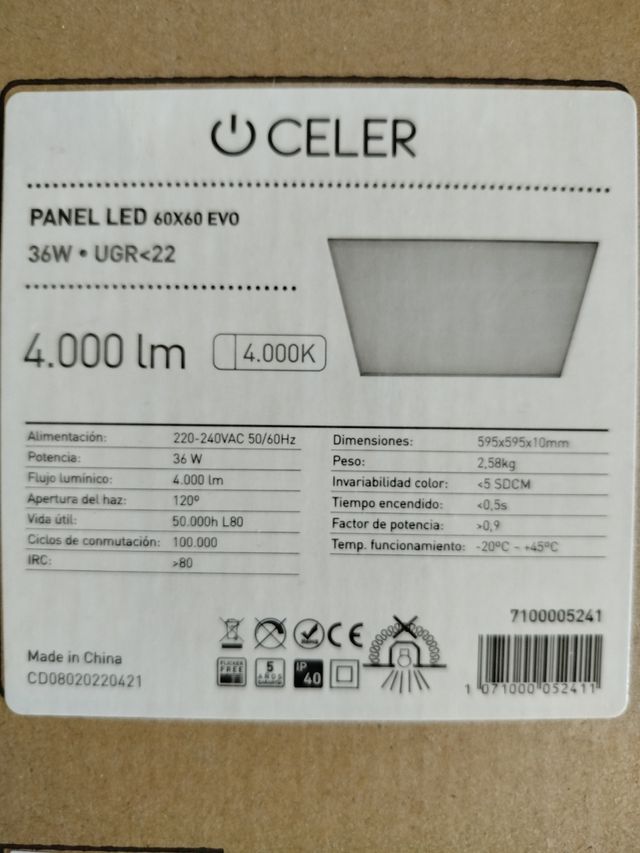 CELER
PANEL LED 60X60 EVO
36W • UGR<22
4.000 lm 4.000K
Alimentación: 220-240VAC 50/60Hz
Potencia: 36 W
Flujo lumínico: 4.000 lm
Apertura del haz: 120º
Vida útil: 50.000h L80
Ciclos de conmutación: 100.000
IRC: >80
Dimensiones: 595x595x10mm
Peso: 2,58kg
Invariabilidad color: <5 SDCM
Tiempo encendido: <0,5s
Factor de potencia: >0,9
Temp. funcionamiento: -20ºC - +45ºC
Made in China
CD08020220421
CE
FLICKER
FREE
5
AÑOS
GARANTÍA
IP
40
7100005241
1 071000 052411